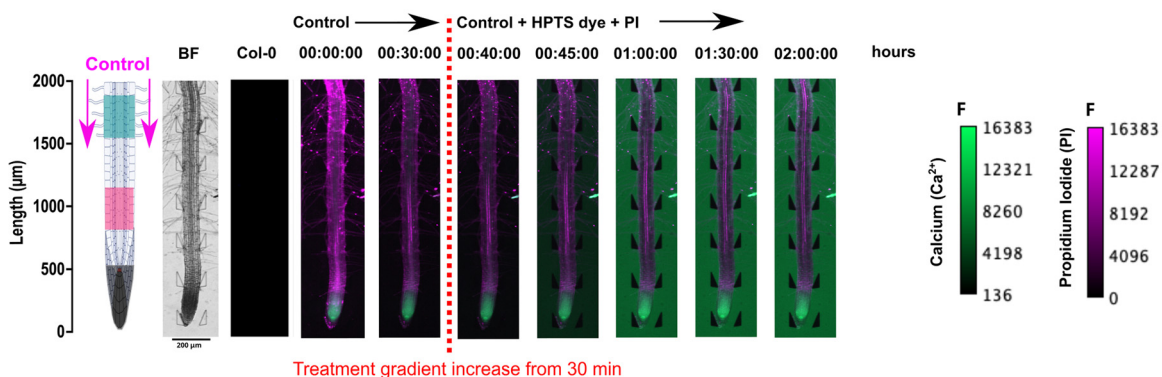 Control
Control + HPTS dye + PI
BF
Col-0
00:00:00
00:30:00
00:40:00
00:45:00
01:00:00
01:30:00
02:00:00
hours
Control
Length (µm)
2000
1500
1000
500
0
200 µm
Treatment gradient increase from 30 min
Calcium (Ca²⁺)
F
16383
12321
8260
4198
136
Propidium Iodide (PI)
F
16383
12287
8192
4096
0